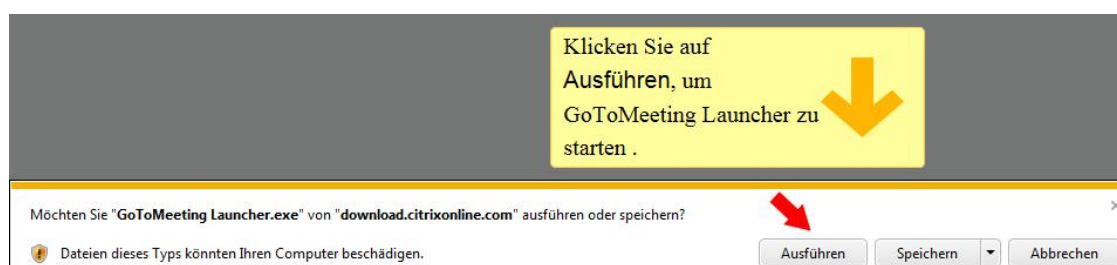 Klicken Sie auf
Ausführen, um
GoToMeeting Launcher zu
starten .
Möchten Sie "GoToMeeting Launcher.exe" von "download.citrixonline.com" ausführen oder speichern?
Dateien dieses Typs könnten Ihren Computer beschädigen.
Ausführen
Speichern
Abbrechen